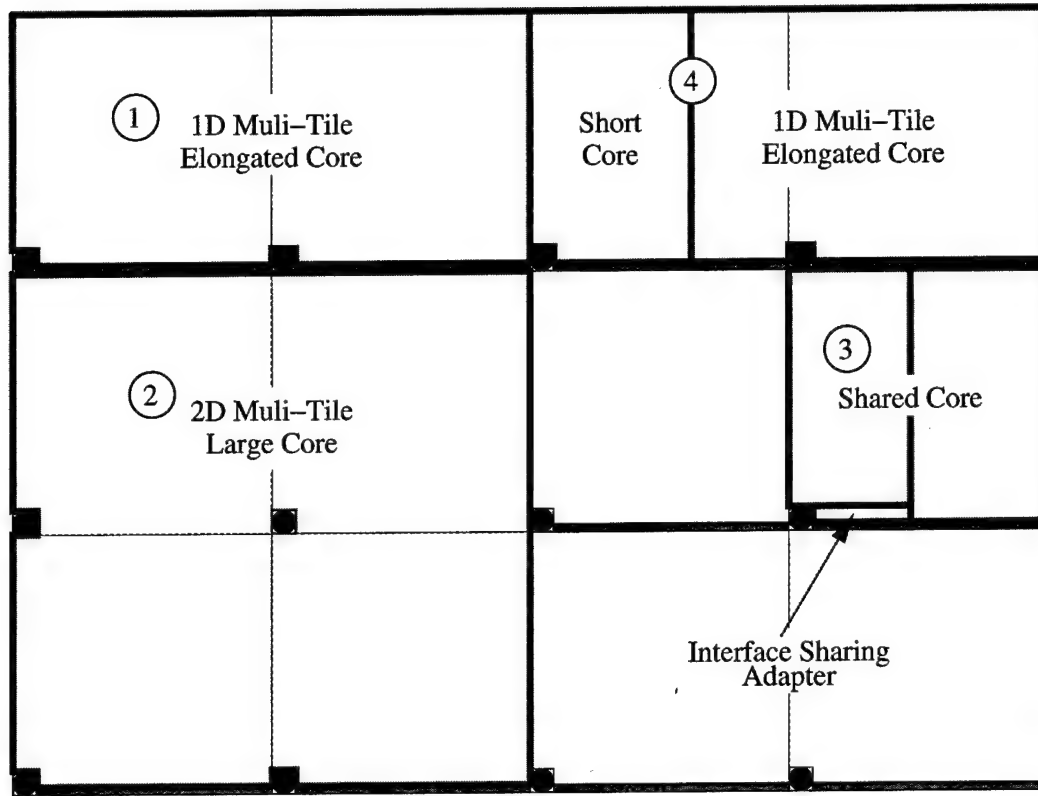 1
1D Muli–Tile
Elongated Core
Short
Core
4
1D Muli–Tile
Elongated Core
2
2D Muli–Tile
Large Core
3
Shared Core
Interface Sharing
Adapter